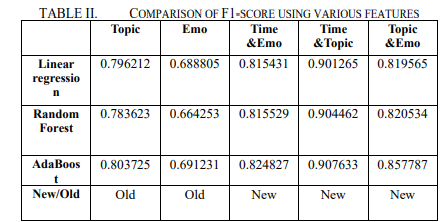 TABLE II. COMPARISON OF F1-SCORE USING VARIOUS FEATURES
Topic Emo Time Time Topic
&Emo &Topic &Emo
Linear 0.796212 0.688805 0.815431 0.901265 0.819565
regressio
n
Random 0.783623 0.664253 0.815529 0.904462 0.820534
Forest
AdaBoos 0.803725 0.691231 0.824827 0.907633 0.857787
t
New/Old Old Old New New New